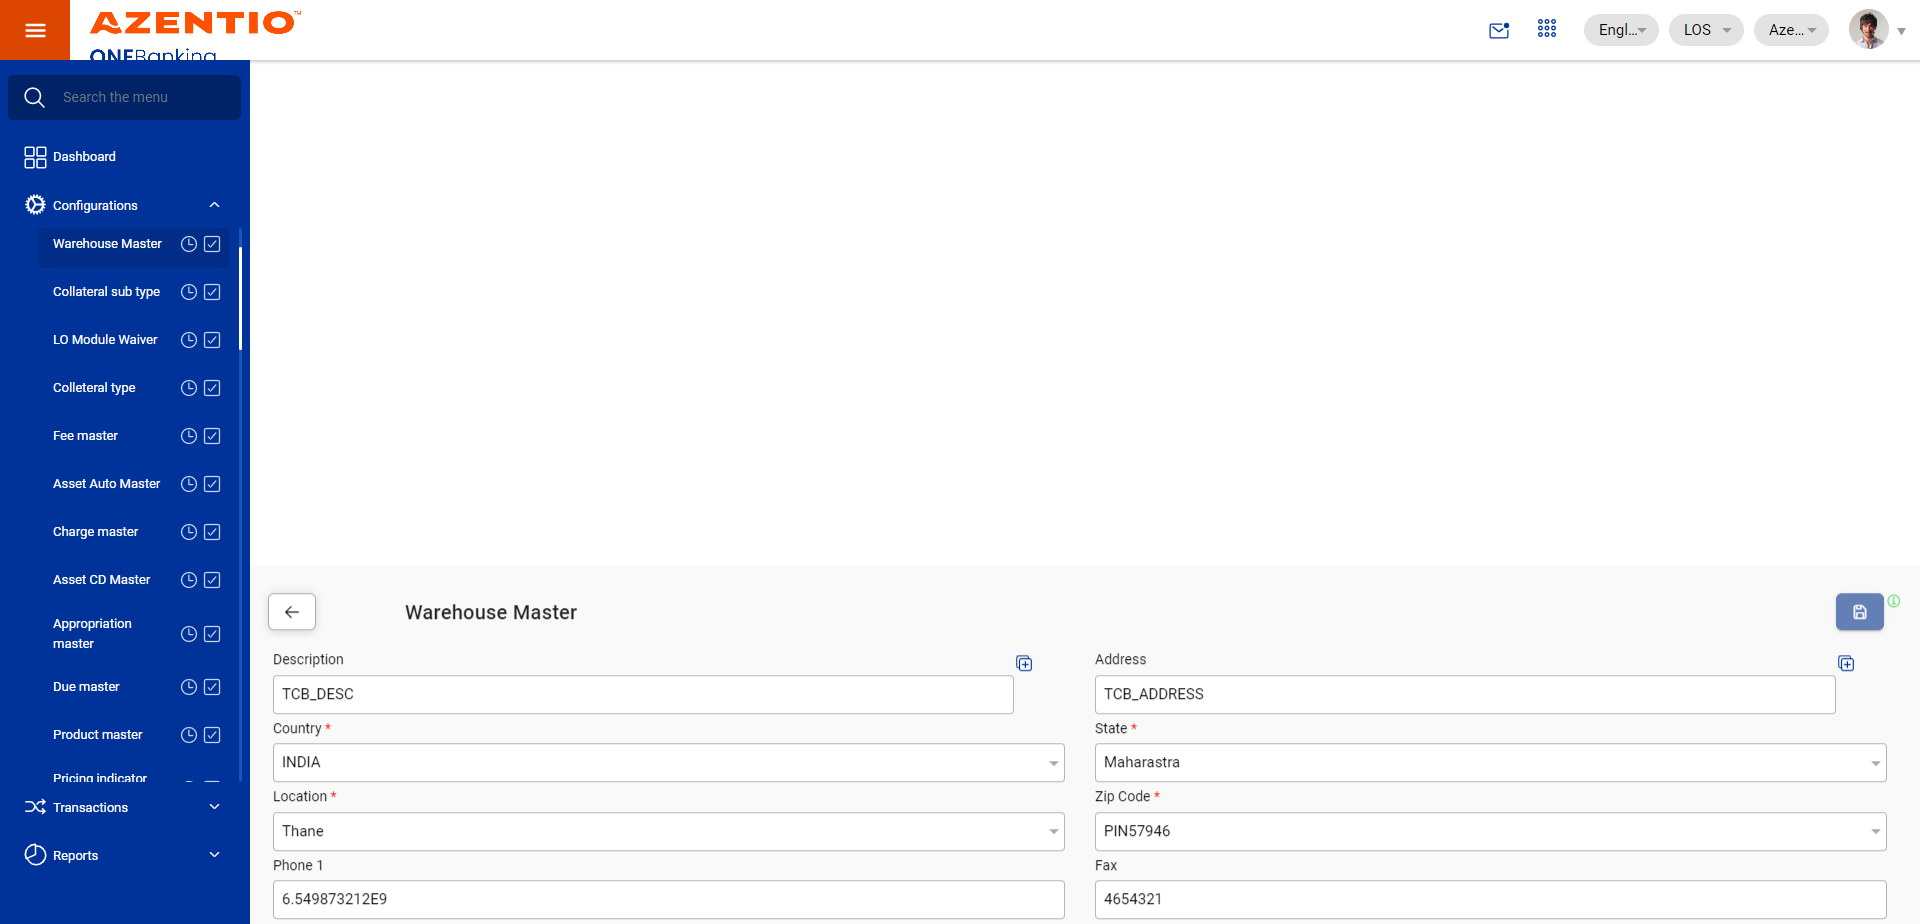 AZENTIO™
ONEBanking
Engl...
LOS
Aze...
Search the menu
Dashboard
Configurations
Warehouse Master
Collateral sub type
LO Module Waiver
Colleteral type
Fee master
Asset Auto Master
Charge master
Asset CD Master
Appropriation
master
Due master
Product master
Pricing indicator
Transactions
Reports
Warehouse Master
Description
TCB_DESC
Address
TCB_ADDRESS
Country *
INDIA
State *
Maharastra
Location *
Thane
Zip Code *
PIN57946
Phone 1
6.549873212E9
Fax
4654321